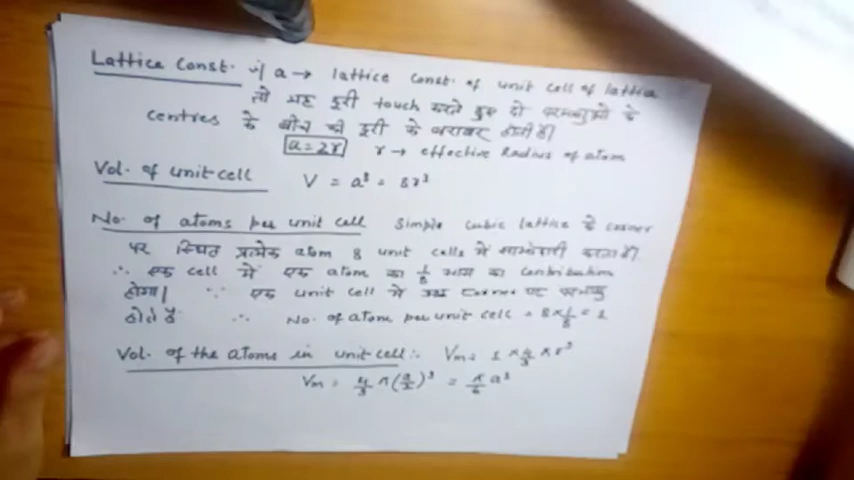 Lattice Const. यदि a → lattice const. of unit cell of lattice
तो यह दूरी touch करते हुए दो परमाणुओ के
centres के बीच की दूरी के बराबर होती है।
a = 2r r → effective Radius of atom
Vol. of unit cell V = a³ = 8r³
No. of atoms per unit cell Simple cubic lattice के corner
पर स्थित प्रत्येक atom 8 unit cells में साझेदारी करता है।
∴ एक cell में एक atom का 1/8 भाग का contribution
होगा। ∵ एक unit cell में corner पर परमाणु
होते है ∴ No. of atom per unit cell = 8 × 1/8 = 1
Vol. of the atoms in unit cell :. Vm = 1 × 4/3 π r³
Vm = 4/3 π (a/2)³ = π/6 a³